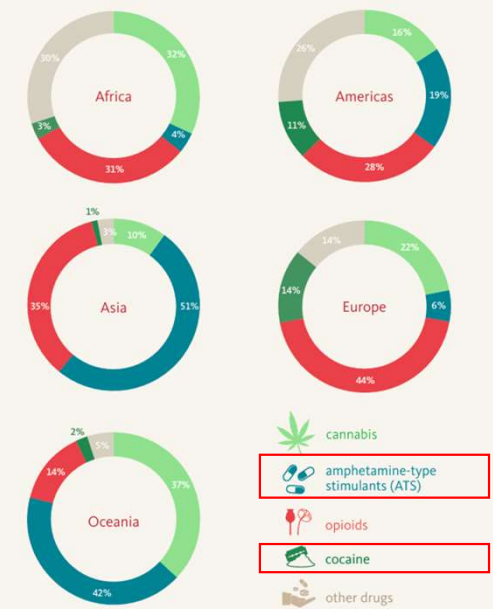 Africa
32%
4%
31%
3%
30%
Americas
16%
19%
28%
11%
26%
Asia
10%
51%
35%
1%
3%
Europe
22%
6%
44%
14%
14%
Oceania
37%
42%
14%
2%
5%
cannabis
amphetamine-type
stimulants (ATS)
opioids
cocaine
other drugs